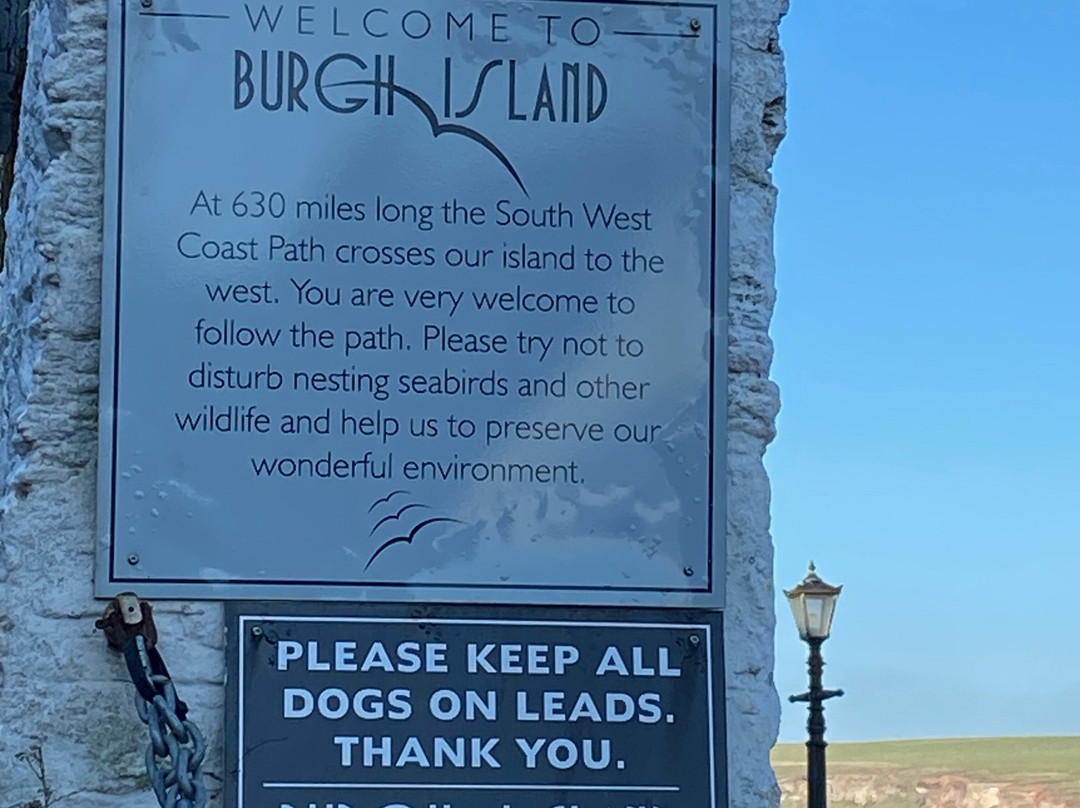 WELCOME TO
BURGH ISLAND
At 630 miles long the South West
Coast Path crosses our island to the
west. You are very welcome to
follow the path. Please try not to
disturb nesting seabirds and other
wildlife and help us to preserve our
wonderful environment.
PLEASE KEEP ALL
DOGS ON LEADS.
THANK YOU.